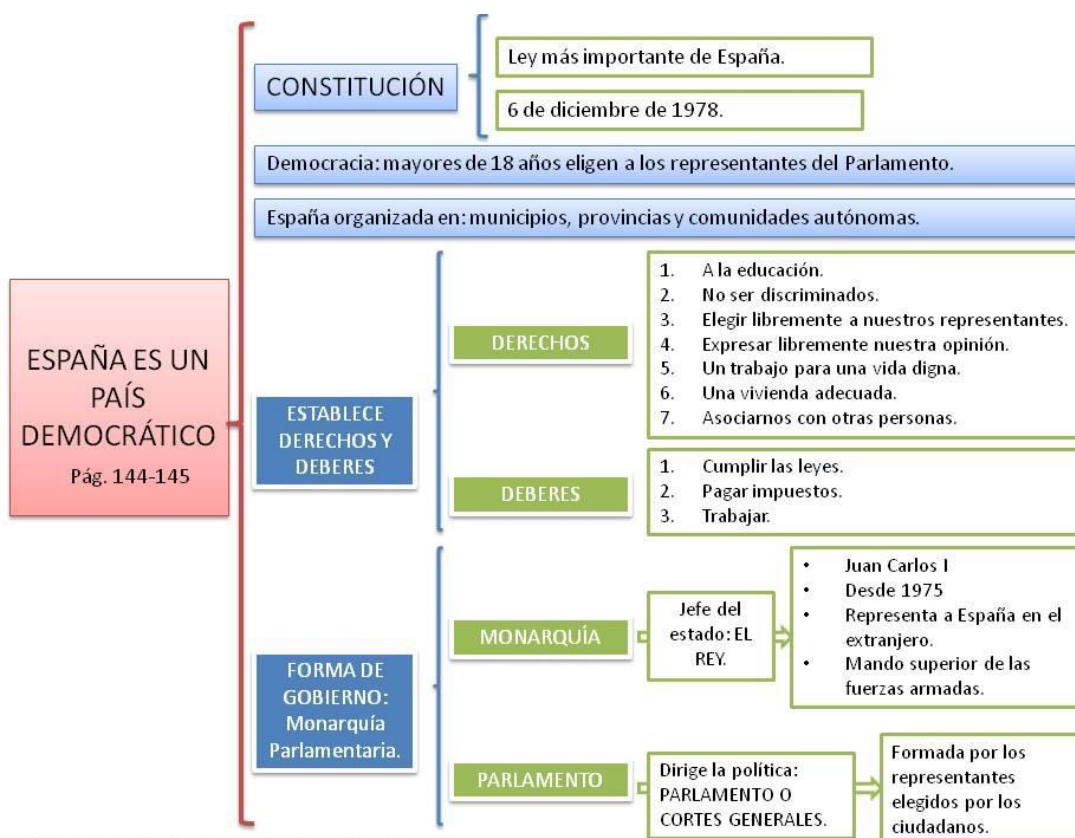 ESPAÑA ES UN
PAÍS
DEMOCRÁTICO
Pág. 144-145
CONSTITUCIÓN
Ley más importante de España.
6 de diciembre de 1978.
Democracia: mayores de 18 años eligen a los representantes del Parlamento.
España organizada en: municipios, provincias y comunidades autónomas.
ESTABLECE
DERECHOS Y
DEBERES
DERECHOS
1. A la educación.
2. No ser discriminados.
3. Elegir libremente a nuestros representantes.
4. Expresar libremente nuestra opinión.
5. Un trabajo para una vida digna.
6. Una vivienda adecuada.
7. Asociarnos con otras personas.
DEBERES
1. Cumplir las leyes.
2. Pagar impuestos.
3. Trabajar.
FORMA DE
GOBIERNO:
Monarquía
Parlamentaria.
MONARQUÍA
Jefe del
estado: EL
REY.
• Juan Carlos I
• Desde 1975
• Representa a España en el
extranjero.
• Mando superior de las
fuerzas armadas.
PARLAMENTO
Dirige la política:
PARLAMENTO O
CORTES GENERALES.
Formada por los
representantes
elegidos por los
ciudadanos.